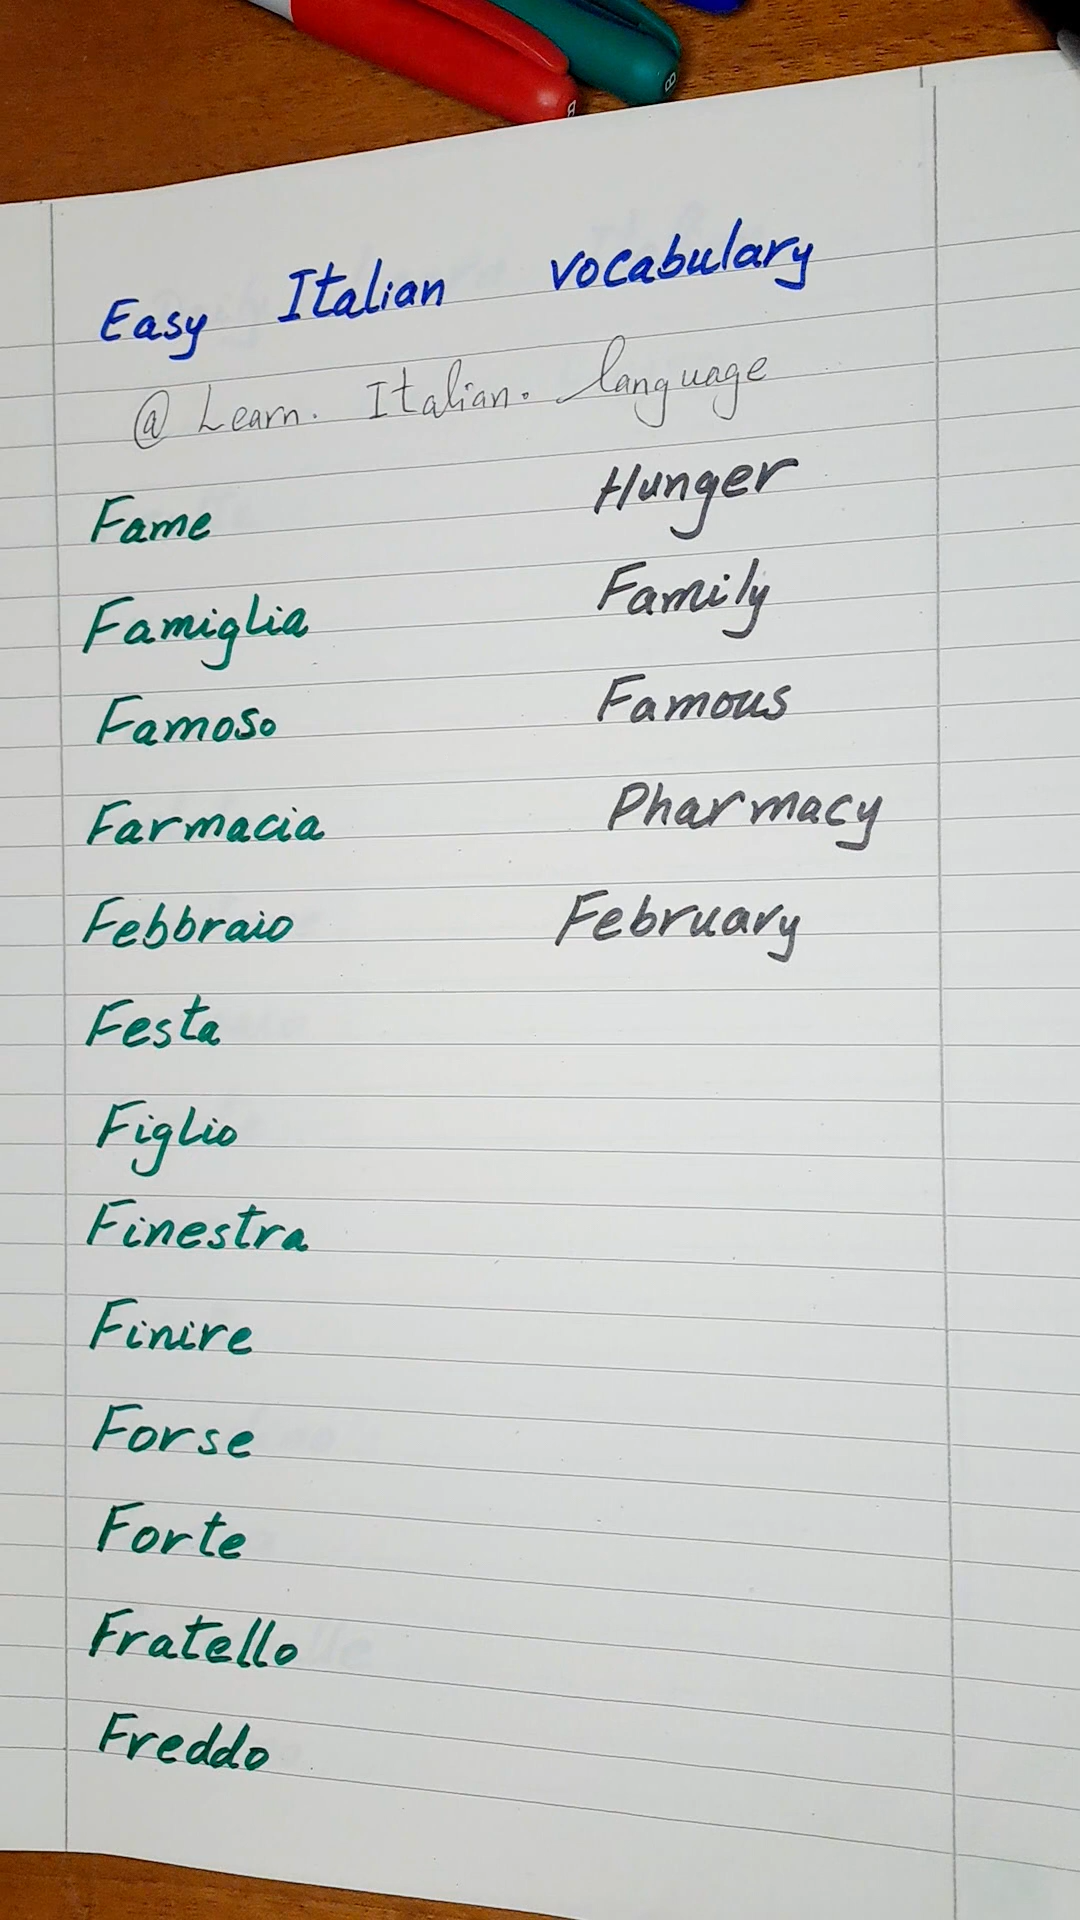 Easy Italian vocabulary
@ Learn. Italian. language
Fame Hunger
Famiglia Family
Famoso Famous
Farmacia Pharmacy
Febbraio February
Festa
Figlio
Finestra
Finire
Forse
Forte
Fratello
Freddo